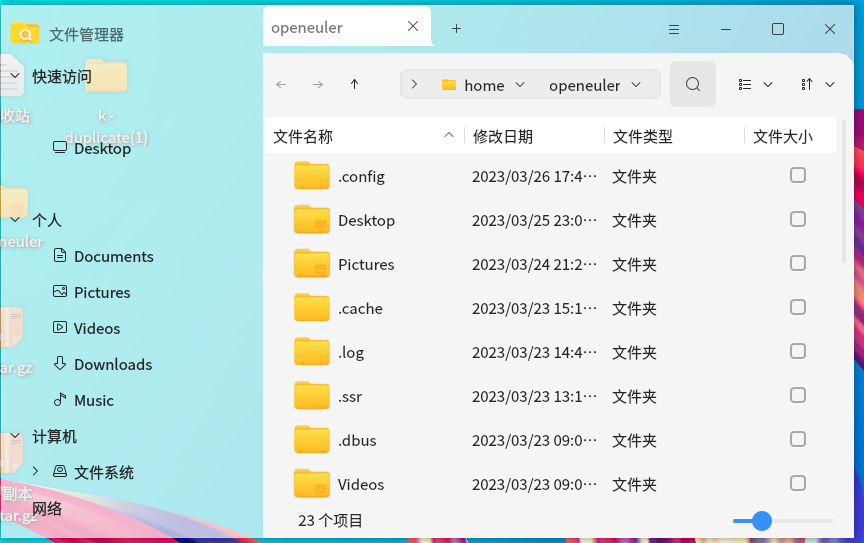 文件管理器
openeuler
快速访问
收站
k -
duplicate(1)
Desktop
个人
neuler
Documents
Pictures
Videos
Downloads
ar.gz
Music
计算机
文件系统
副本
网络
tar.gz
home openeuler
文件名称 修改日期 文件类型 文件大小
.config 2023/03/26 17:4⋯ 文件夹
Desktop 2023/03/25 23:0⋯ 文件夹
Pictures 2023/03/24 21:2⋯ 文件夹
.cache 2023/03/23 15:1⋯ 文件夹
.log 2023/03/23 14:4⋯ 文件夹
.ssr 2023/03/23 13:1⋯ 文件夹
.dbus 2023/03/23 09:0⋯ 文件夹
Videos 2023/03/23 09:0⋯ 文件夹
23 个项目